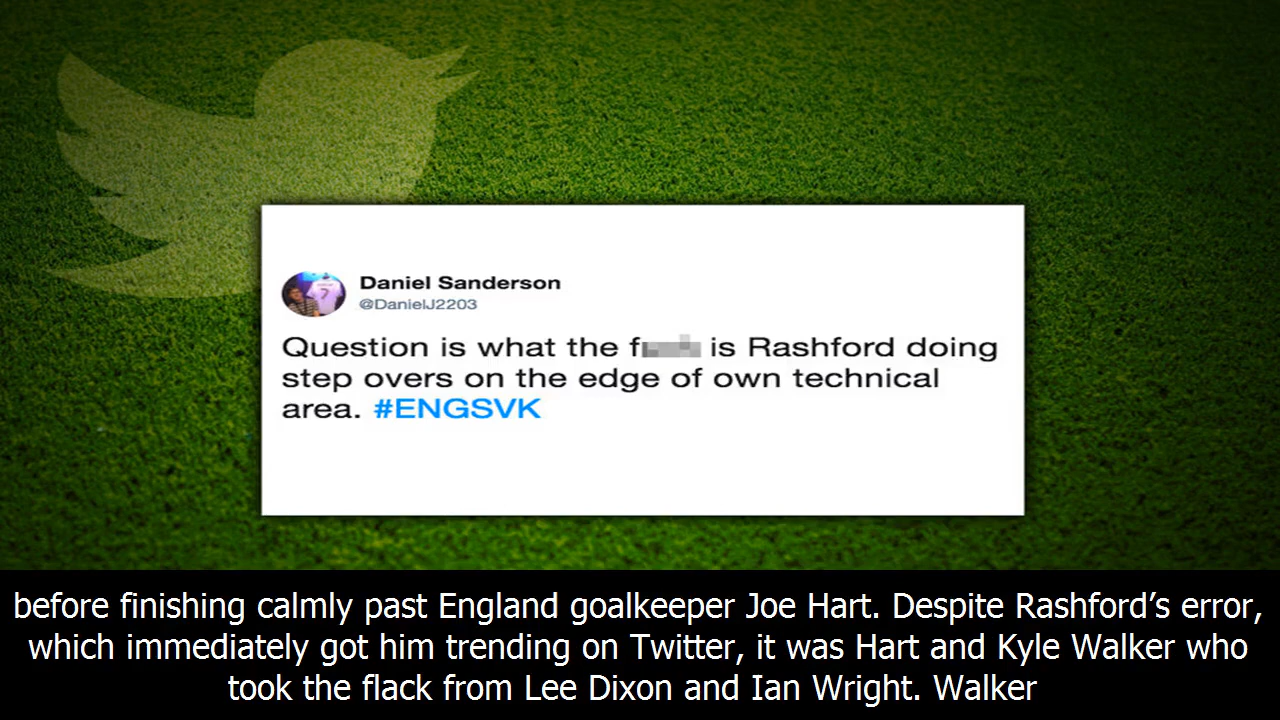 Daniel Sanderson
@DanielJ2203
Question is what the f is Rashford doing
step overs on the edge of own technical
area. #ENGSVK
before finishing calmly past England goalkeeper Joe Hart. Despite Rashford’s error,
which immediately got him trending on Twitter, it was Hart and Kyle Walker who
took the flack from Lee Dixon and Ian Wright. Walker